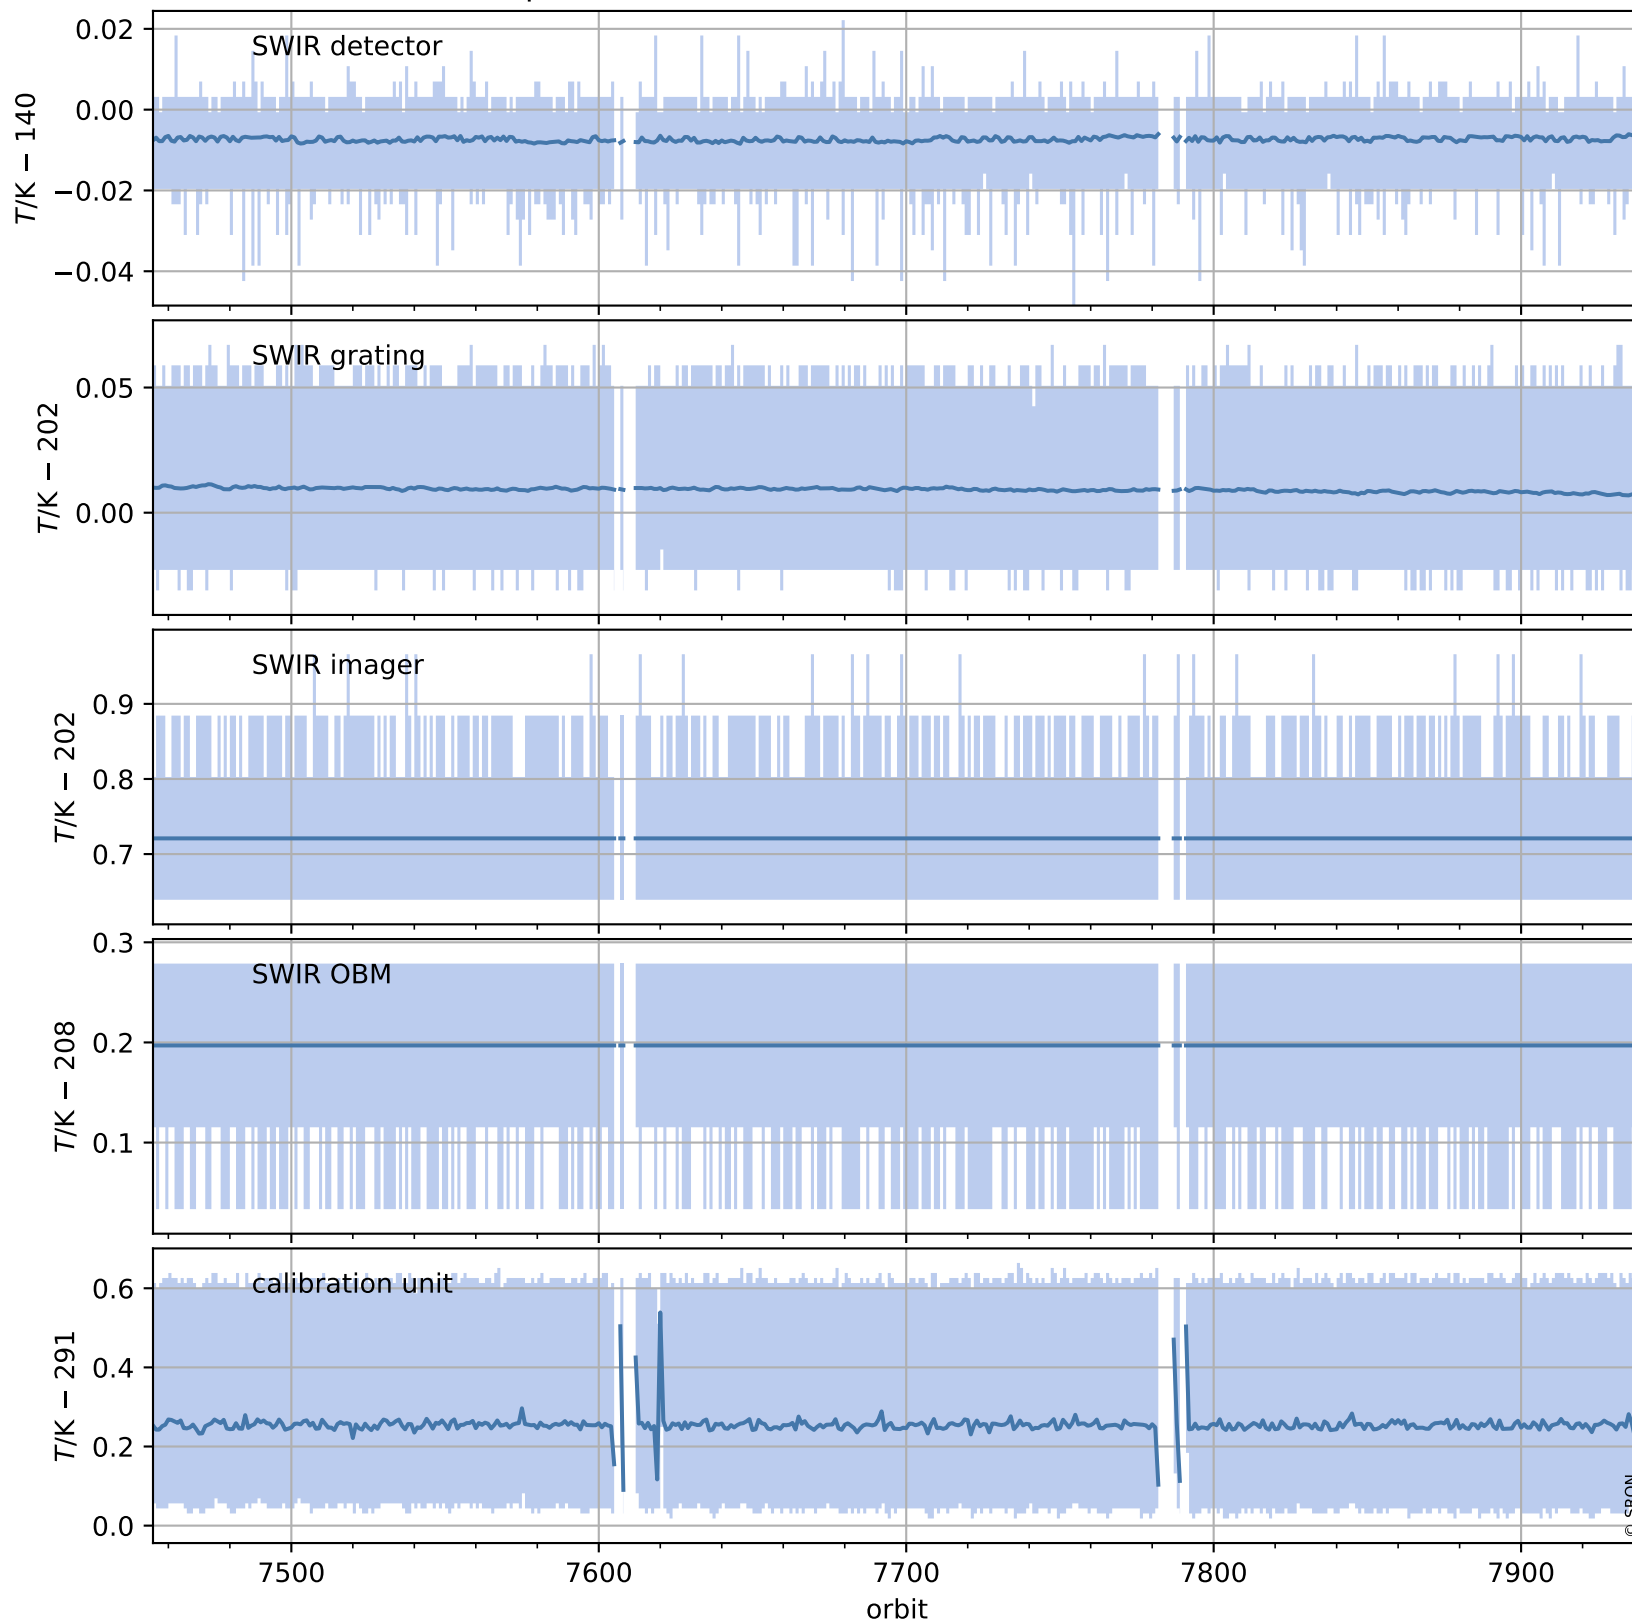 SWIR detector
0.02
0.00
−0.02
−0.04
T/K − 140
SWIR grating
0.05
0.00
T/K − 202
SWIR imager
0.9
0.8
0.7
T/K − 202
SWIR OBM
0.3
0.2
0.1
T/K − 208
calibration unit
0.6
0.4
0.2
0.0
T/K − 291
7500 7600 7700 7800 7900
orbit
© SRON